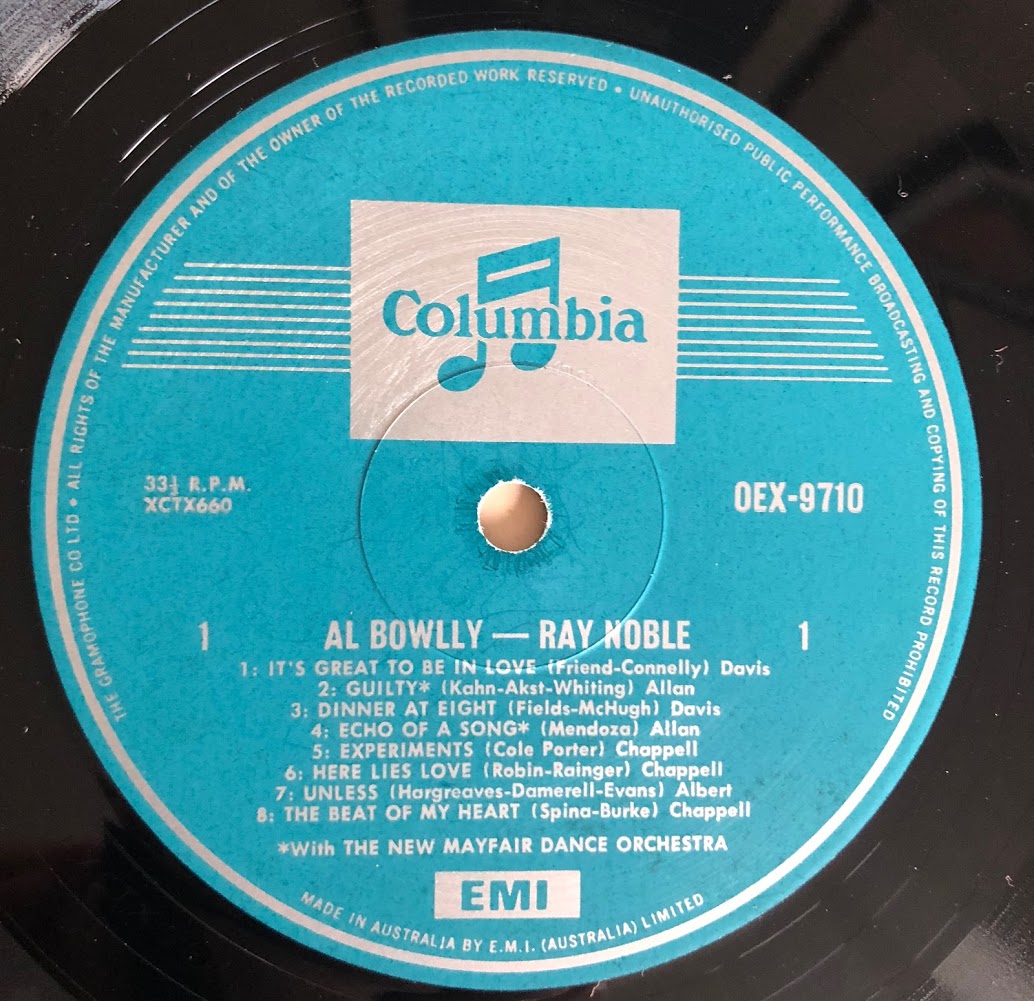 THE GRAMOPHONE CO LTD • ALL RIGHTS OF THE MANUFACTURER AND OF THE OWNER OF THE RECORDED WORK RESERVED • UNAUTHORISED PUBLIC PERFORMANCE BROADCASTING AND COPYING OF THIS RECORD PROHIBITED
Columbia
33⅓ R.P.M.
XCTX660
OEX-9710
1 AL BOWLLY — RAY NOBLE 1
1: IT'S GREAT TO BE IN LOVE (Friend-Connelly) Davis
2: GUILTY* (Kahn-Akst-Whiting) Allan
3: DINNER AT EIGHT (Fields-McHugh) Davis
4: ECHO OF A SONG* (Mendoza) Allan
5: EXPERIMENTS (Cole Porter) Chappell
6: HERE LIES LOVE (Robin-Rainger) Chappell
7: UNLESS (Hargreaves-Damerell-Evans) Albert
8: THE BEAT OF MY HEART (Spina-Burke) Chappell
*With THE NEW MAYFAIR DANCE ORCHESTRA
EMI
MADE IN AUSTRALIA BY E.M.I. (AUSTRALIA) LIMITED